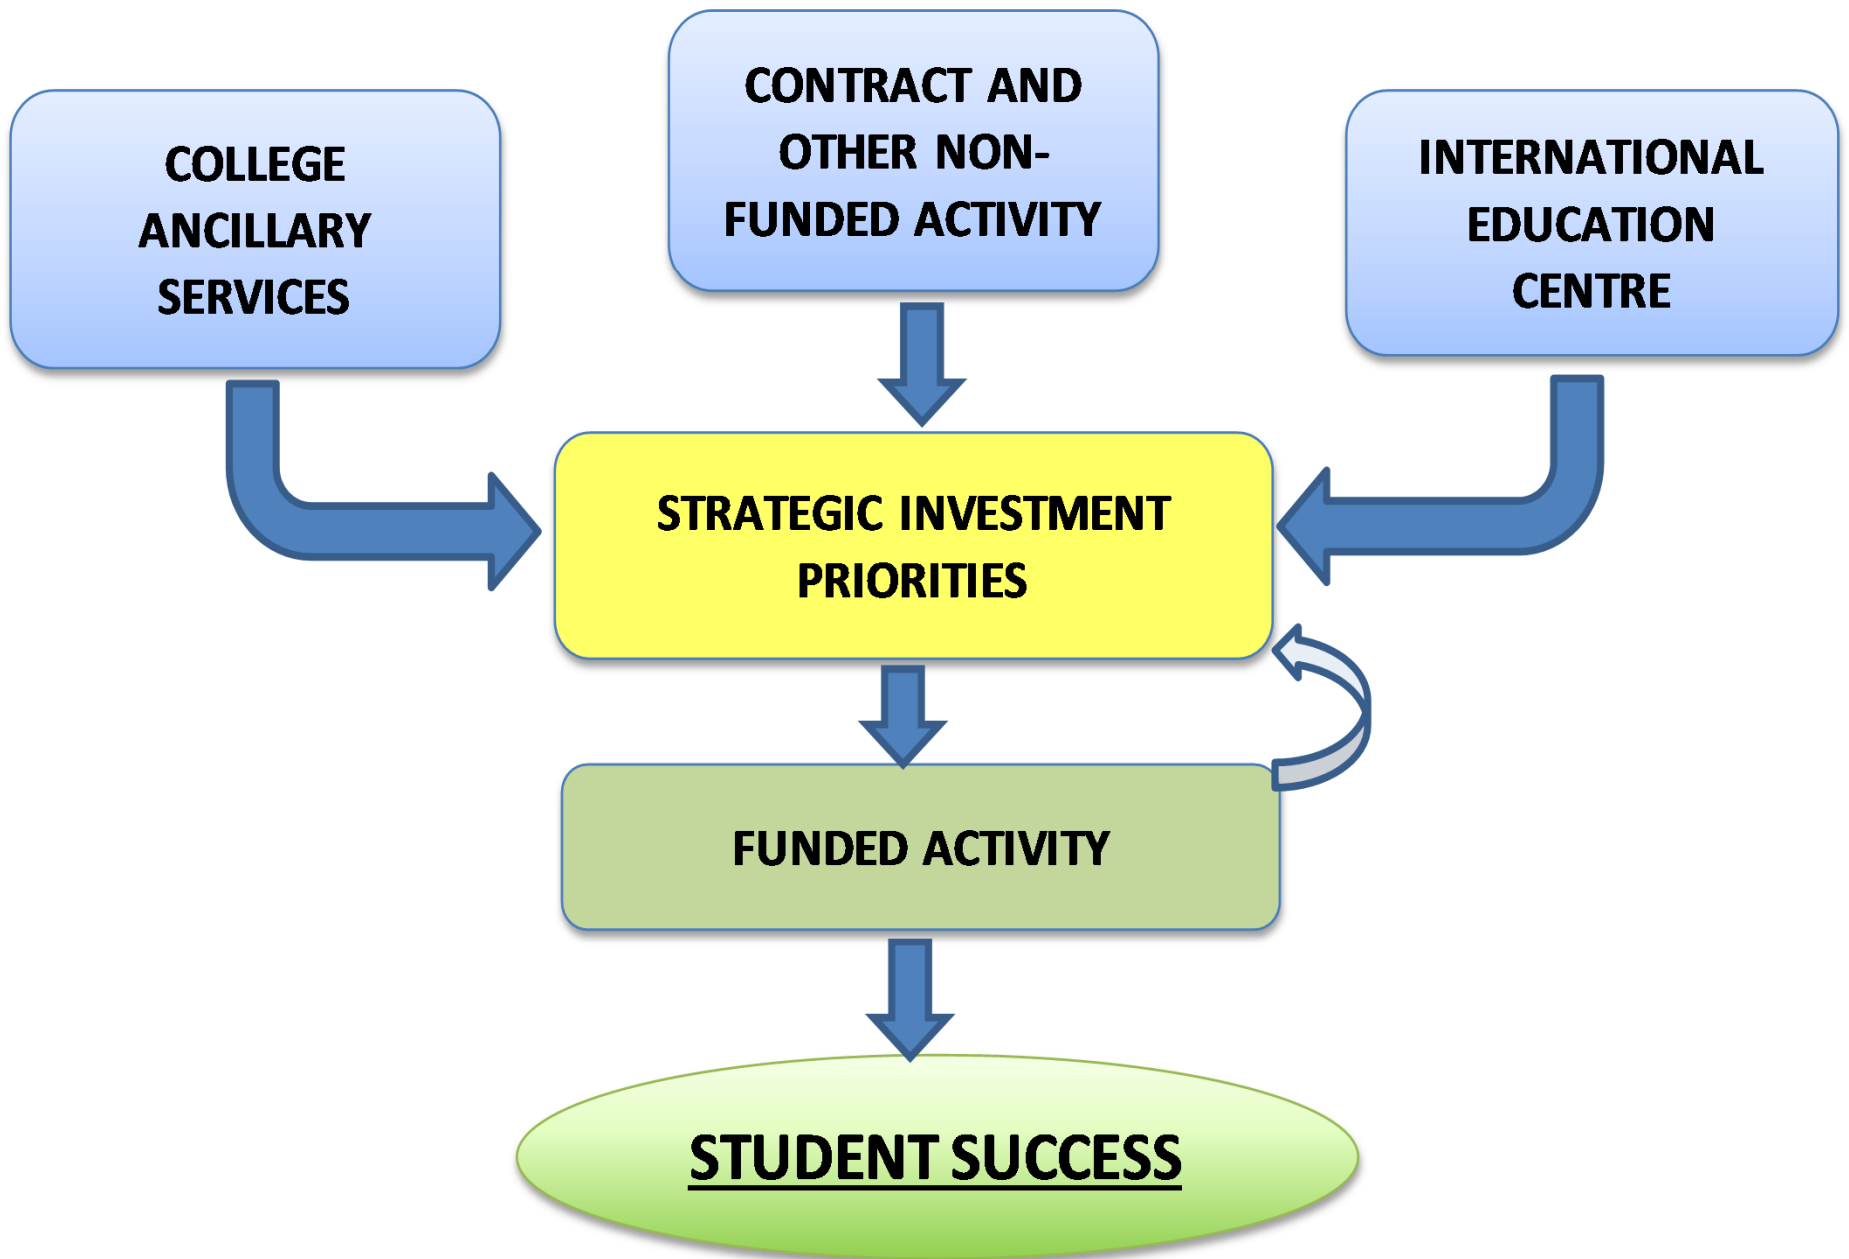 COLLEGE
ANCILLARY
SERVICES
CONTRACT AND
OTHER NON-
FUNDED ACTIVITY
INTERNATIONAL
EDUCATION
CENTRE
STRATEGIC INVESTMENT
PRIORITIES
FUNDED ACTIVITY
STUDENT SUCCESS